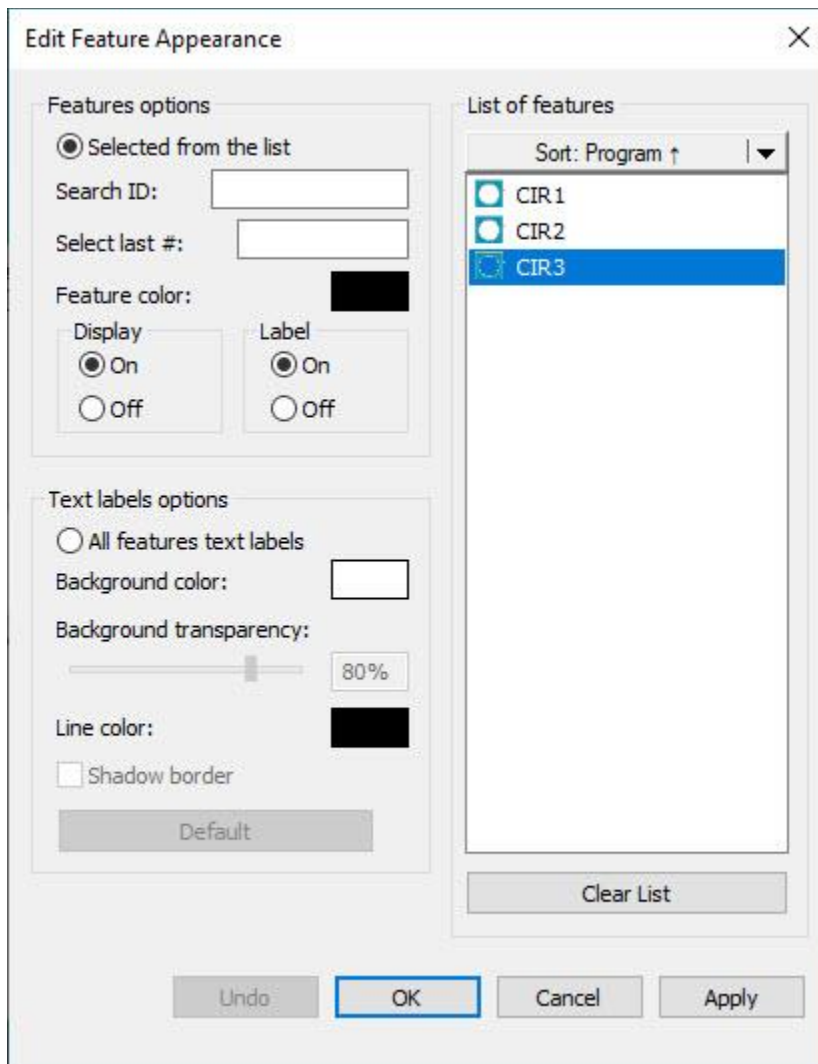 Edit Feature Appearance
Features options
Selected from the list
Search ID:
Select last #:
Feature color:
Display
On
Off
Label
On
Off
Text labels options
All features text labels
Background color:
Background transparency:
80%
Line color:
Shadow border
Default
List of features
Sort: Program ↑
CIR1
CIR2
CIR3
Clear List
Undo
OK
Cancel
Apply